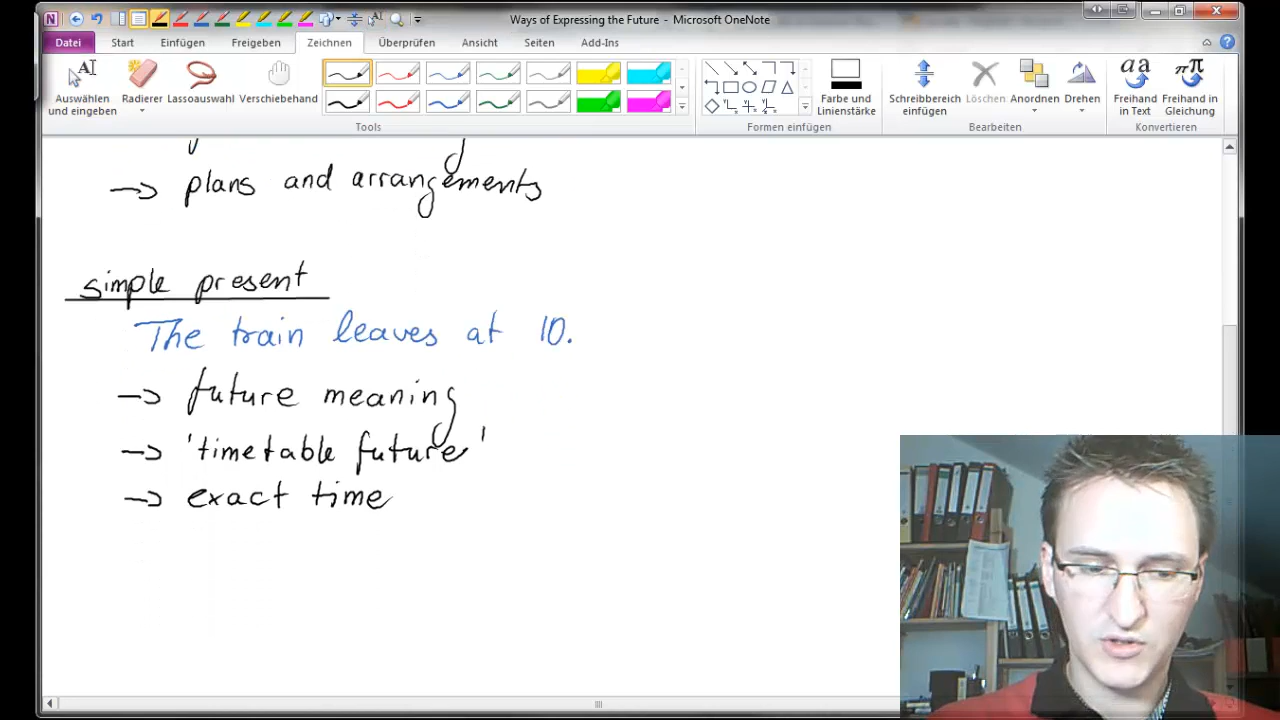 Ways of Expressing the Future - Microsoft OneNote
Datei Start Einfügen Freigeben Zeichnen Überprüfen Ansicht Seiten Add-Ins
Auswählen und eingeben
Radierer
Lassoauswahl
Verschiebehand
Farbe und Linienstärke
Schreibbereich einfügen
Löschen
Anordnen
Drehen
Freihand in Text
Freihand in Gleichung
Tools
Formen einfügen
Bearbeiten
Konvertieren
→ plans and arrangements
simple present
The train leaves at 10.
→ future meaning
→ 'timetable future'
→ exact time